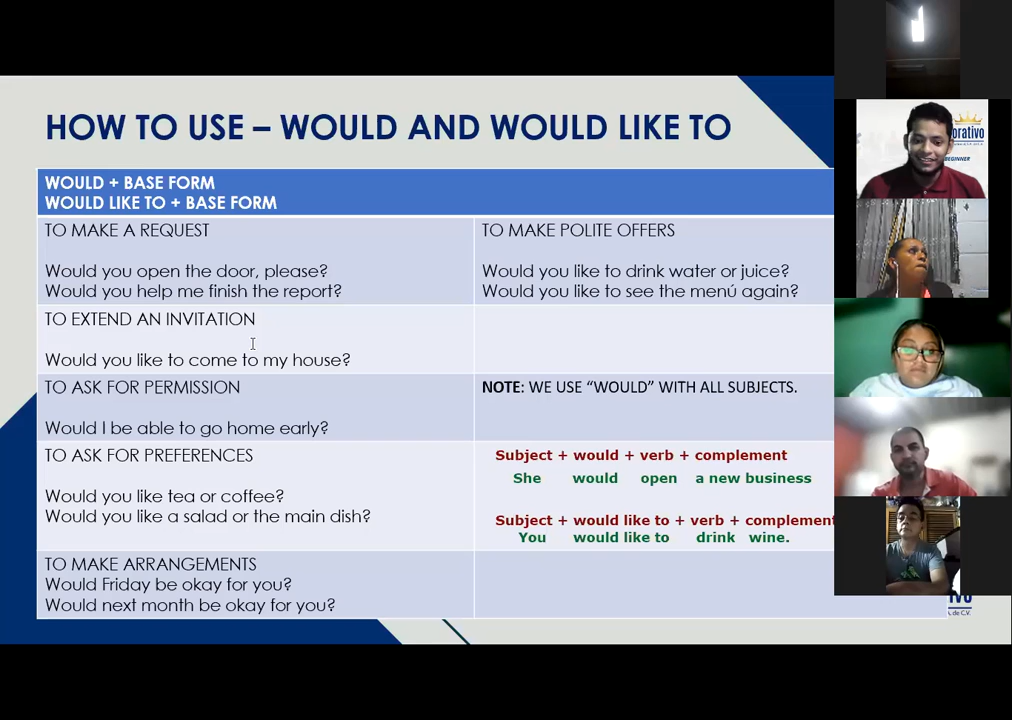 HOW TO USE – WOULD AND WOULD LIKE TO
WOULD + BASE FORM
WOULD LIKE TO + BASE FORM
TO MAKE A REQUEST
Would you open the door, please?
Would you help me finish the report?
TO MAKE POLITE OFFERS
Would you like to drink water or juice?
Would you like to see the menú again?
TO EXTEND AN INVITATION
Would you like to come to my house?
TO ASK FOR PERMISSION
Would I be able to go home early?
NOTE: WE USE “WOULD” WITH ALL SUBJECTS.
TO ASK FOR PREFERENCES
Would you like tea or coffee?
Would you like a salad or the main dish?
Subject + would + verb + complement
She would open a new business
Subject + would like to + verb + complement
You would like to drink wine.
TO MAKE ARRANGEMENTS
Would Friday be okay for you?
Would next month be okay for you?
orativo
BEGINNER
de C.V.